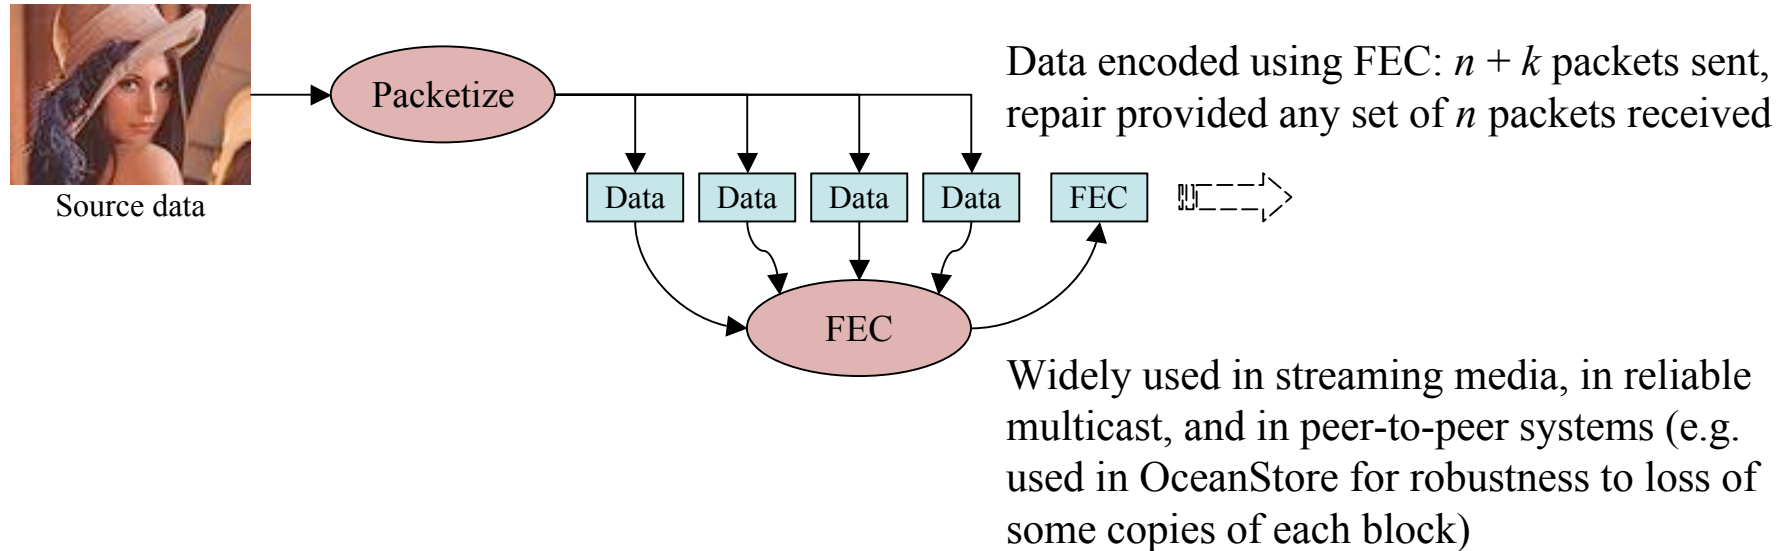 Source data
Packetize
Data encoded using FEC: n + k packets sent,
repair provided any set of n packets received
Data
Data
Data
Data
FEC
FEC
Widely used in streaming media, in reliable
multicast, and in peer-to-peer systems (e.g.
used in OceanStore for robustness to loss of
some copies of each block)